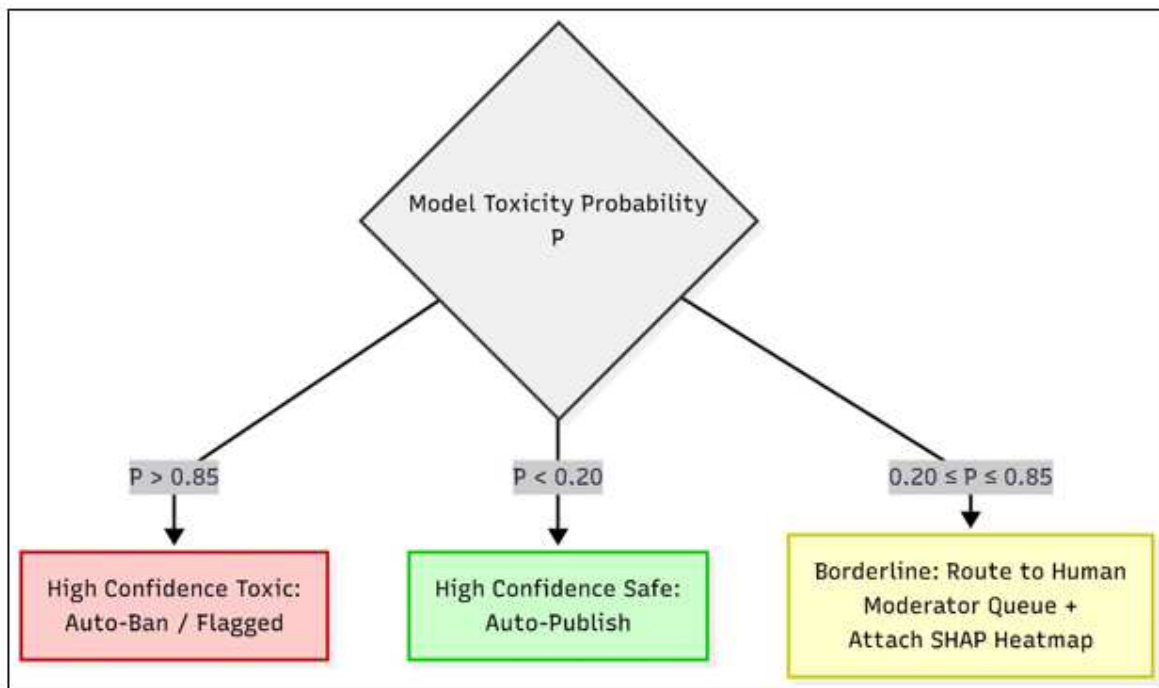 Model Toxicity Probability
P
P > 0.85
P < 0.20
0.20 ≤ P ≤ 0.85
High Confidence Toxic:
Auto-Ban / Flagged
High Confidence Safe:
Auto-Publish
Borderline: Route to Human
Moderator Queue +
Attach SHAP Heatmap